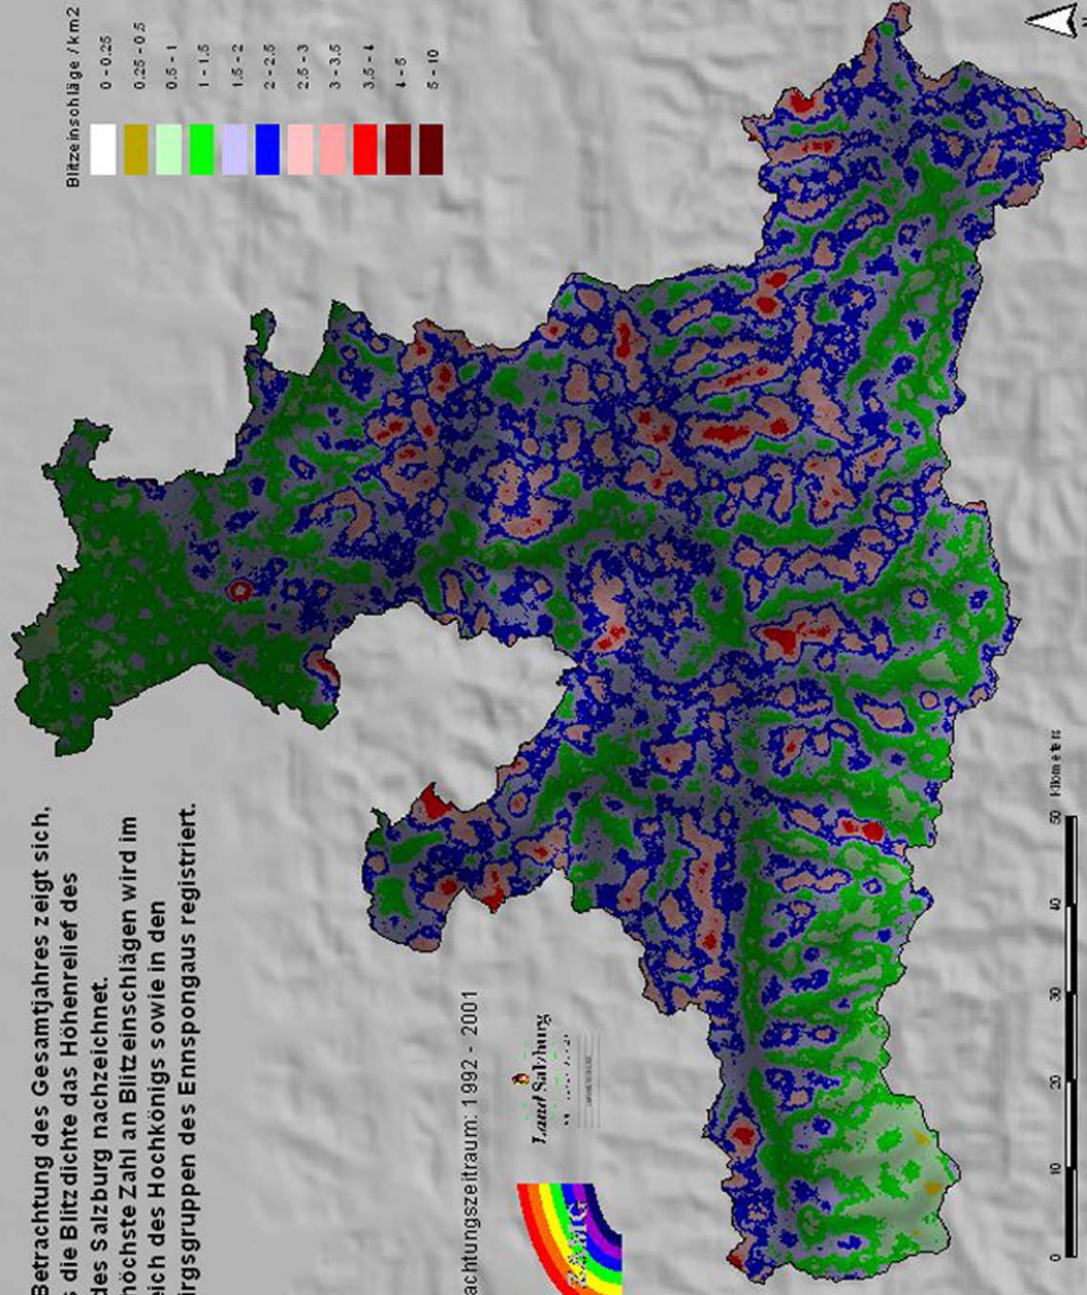 Betrachtung des Gesamtjahres zeigt sich,
s die Blitzdichte das Höhenrelief des
des Salzburg nachzeichnet.
höchste Zahl an Blitzeinschlägen wird im
eich des Hochkönigs sowie in den
irgsgruppen des Ennspongaus registriert.
achtungszeitraum: 1992 - 2001
Land Salzburg
ZAMG
Blitzeinschläge / km2
0 - 0.25
0.25 - 0.5
0.5 - 1
1 - 1.5
1.5 - 2
2 - 2.5
2.5 - 3
3 - 3.5
3.5 - 4
4 - 5
5 - 10
0 10 20 30 40 50 Kilometers